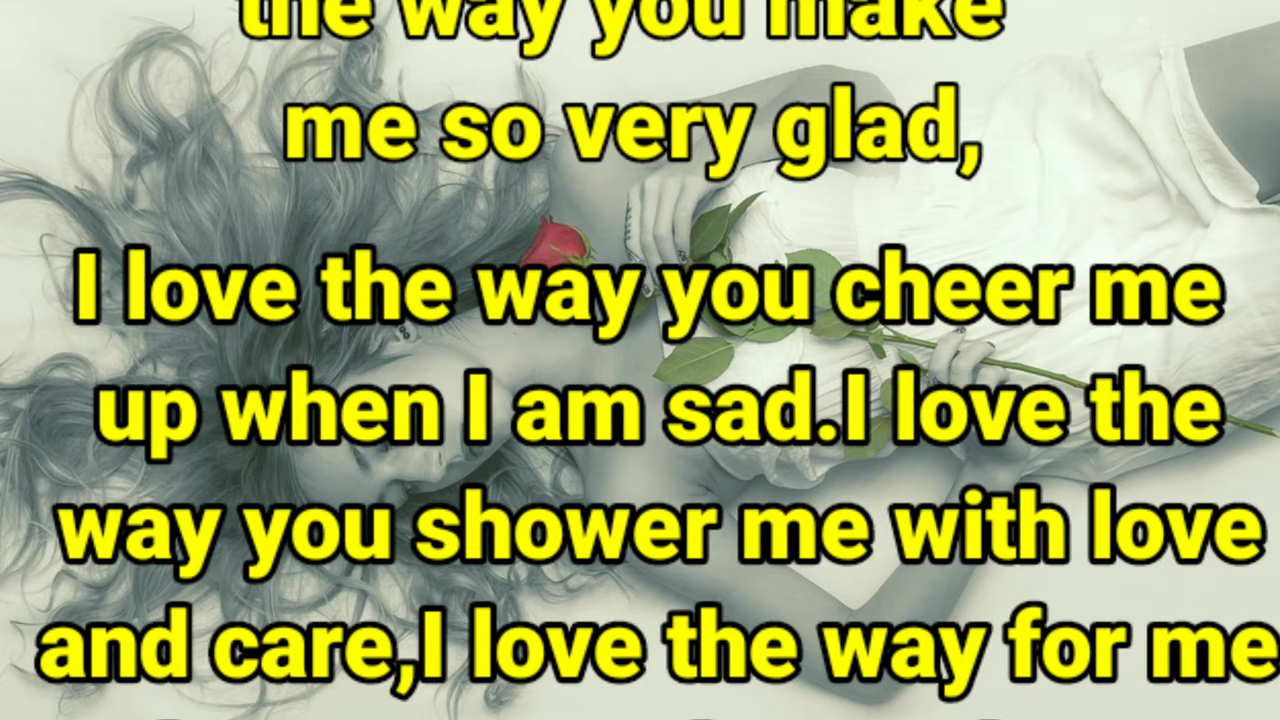 the way you make
me so very glad,
I love the way you cheer me
up when I am sad.I love the
way you shower me with love
and care,I love the way for me